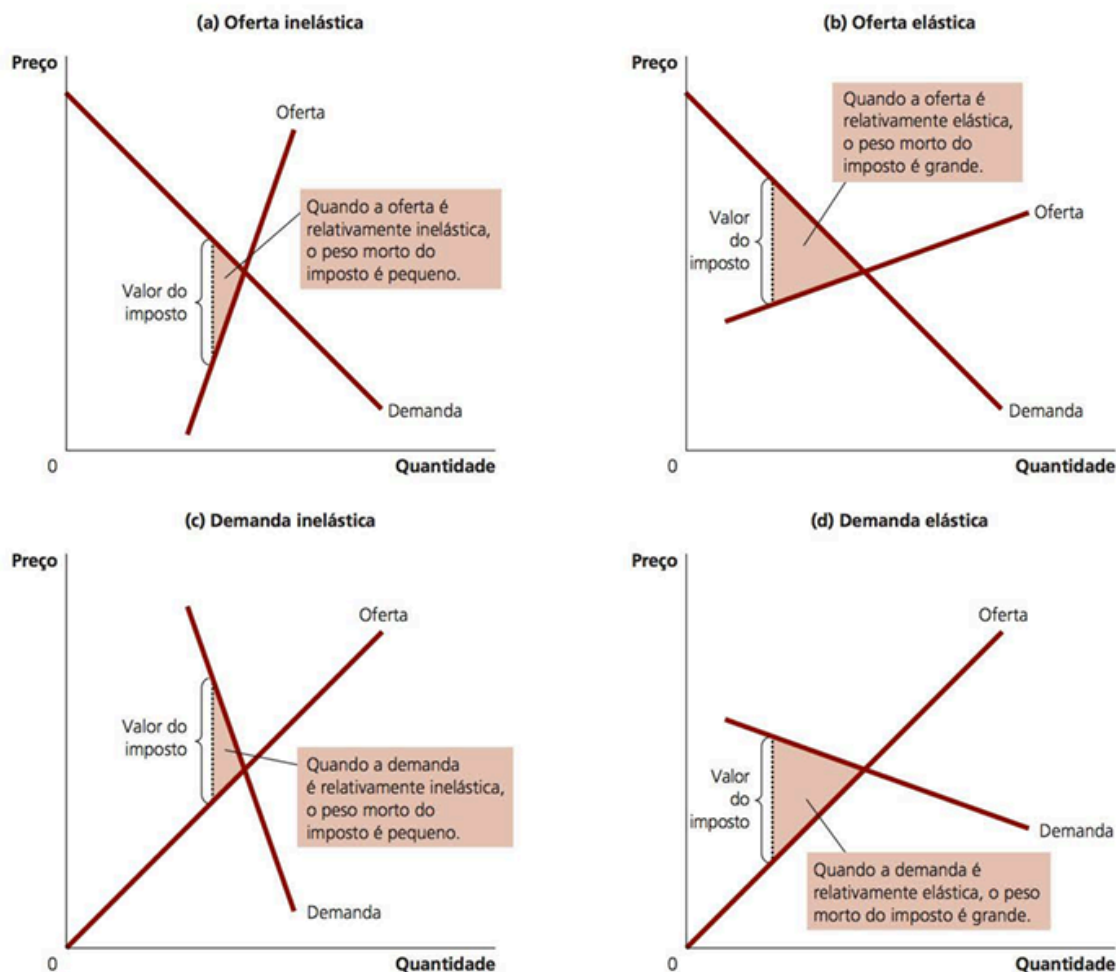 (a) Oferta inelástica
Preço
Oferta
Quando a oferta é
relativamente inelástica,
o peso morto do
imposto é pequeno.
Valor do
imposto
Demanda
0
Quantidade
(b) Oferta elástica
Preço
Quando a oferta é
relativamente elástica,
o peso morto do
imposto é grande.
Valor
do
imposto
Oferta
Demanda
0
Quantidade
(c) Demanda inelástica
Preço
Oferta
Valor do
imposto
Quando a demanda
é relativamente inelástica,
o peso morto do
imposto é pequeno.
Demanda
0
Quantidade
(d) Demanda elástica
Preço
Oferta
Valor
do
imposto
Demanda
Quando a demanda é
relativamente elástica, o peso
morto do imposto é grande.
0
Quantidade